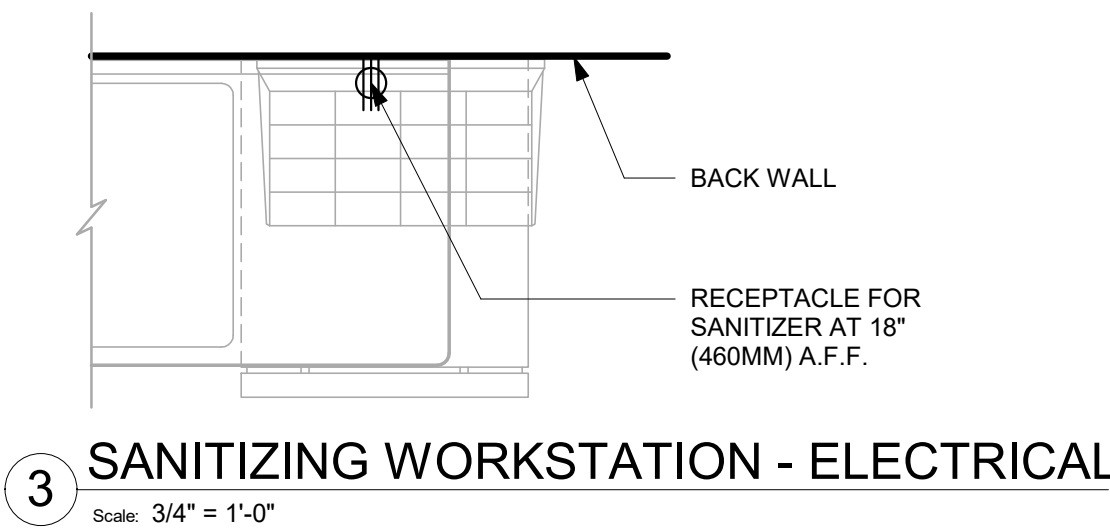 BACK WALL
RECEPTACLE FOR
SANITIZER AT 18"
(460MM) A.F.F.
3
SANITIZING WORKSTATION - ELECTRICAL
Scale: 3/4" = 1'-0"